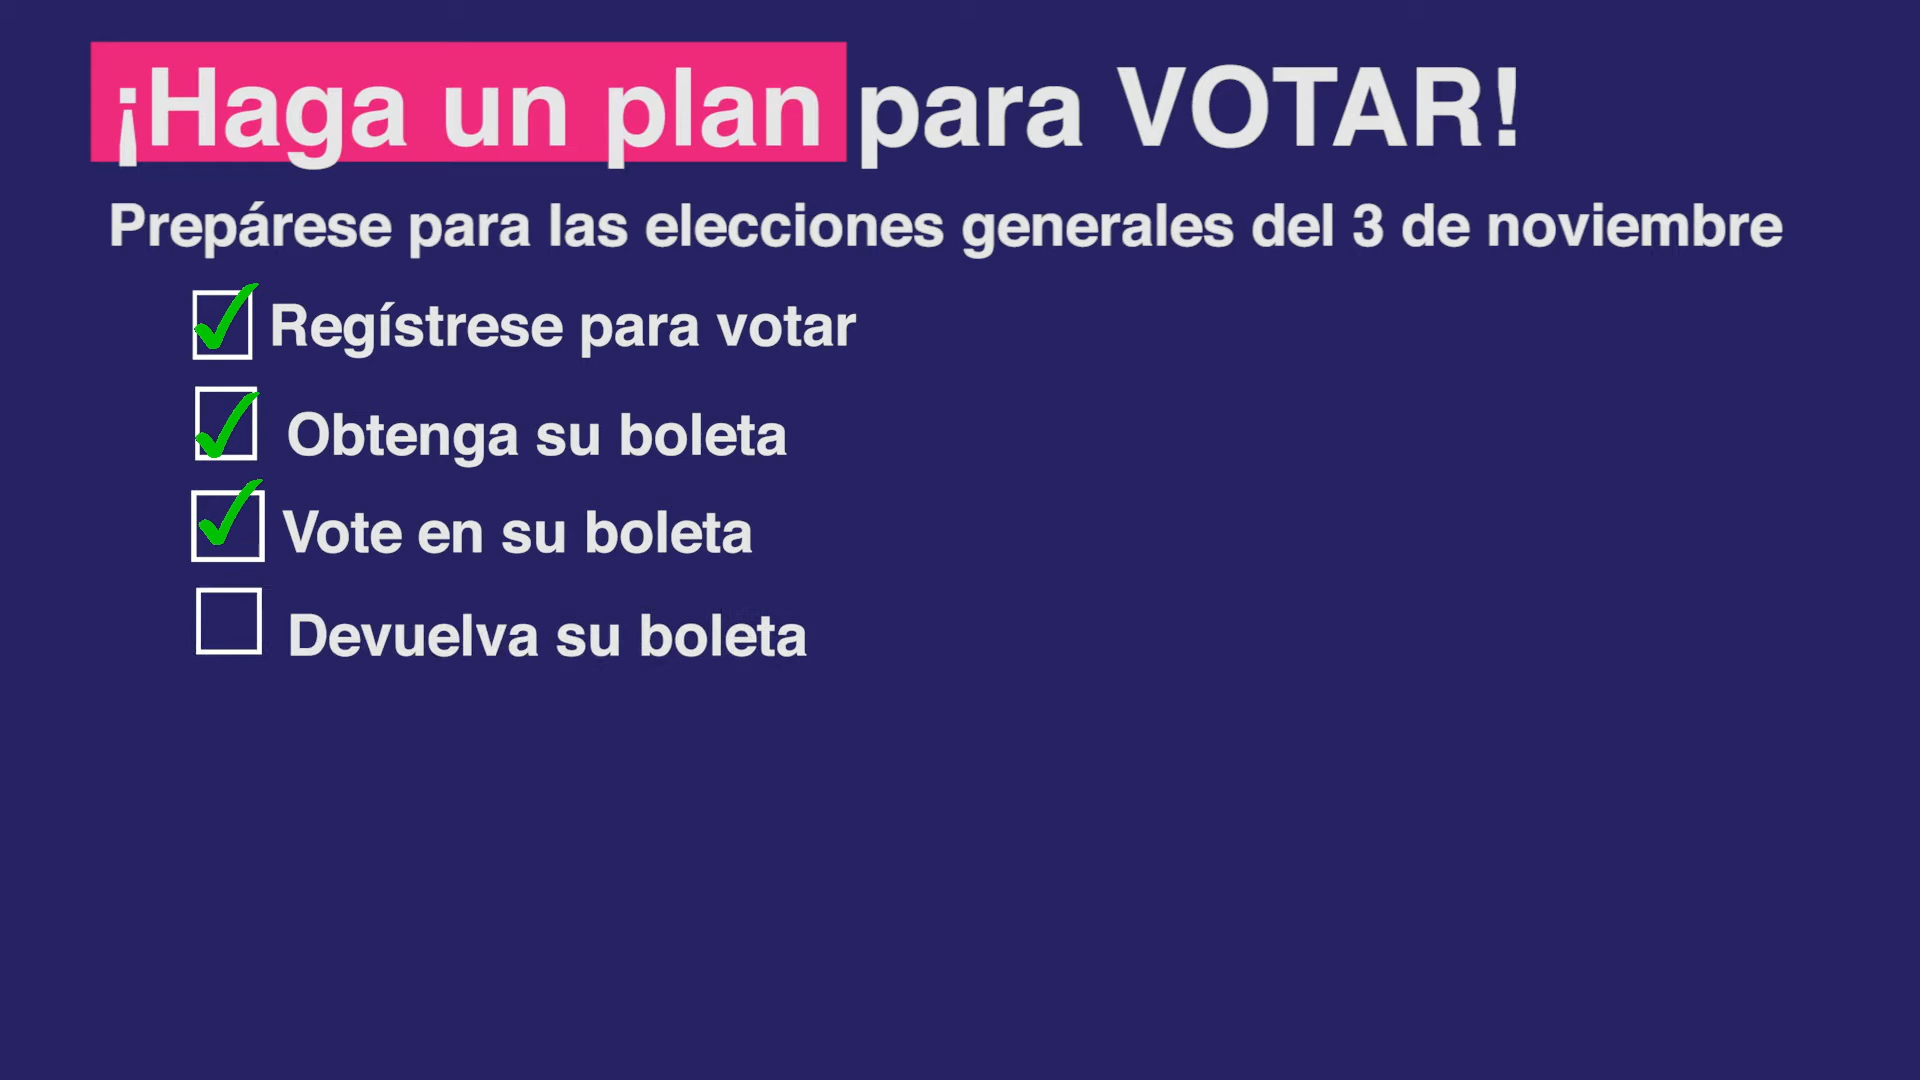 ¡Haga un plan para VOTAR!
Prepárese para las elecciones generales del 3 de noviembre
Regístrese para votar
Obtenga su boleta
Vote en su boleta
Devuelva su boleta